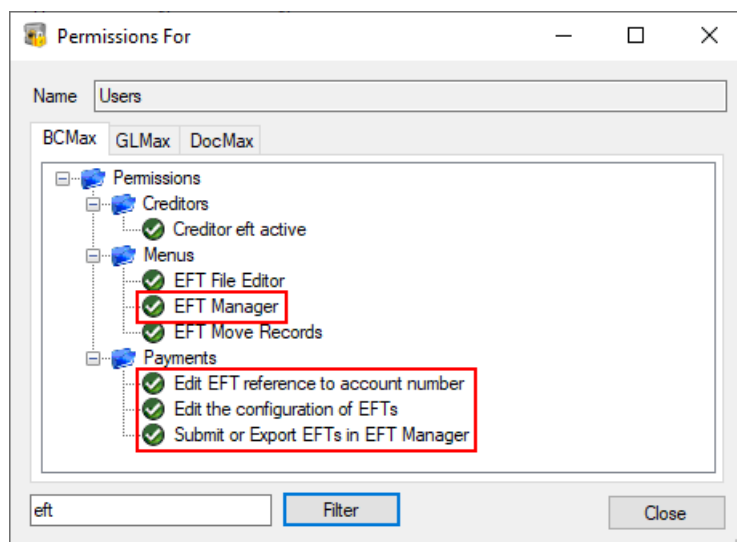 Permissions For
Name Users
BCMax GLMax DocMax
Permissions
Creditors
Creditor eft active
Menus
EFT File Editor
EFT Manager
EFT Move Records
Payments
Edit EFT reference to account number
Edit the configuration of EFTs
Submit or Export EFTs in EFT Manager
eft Filter Close